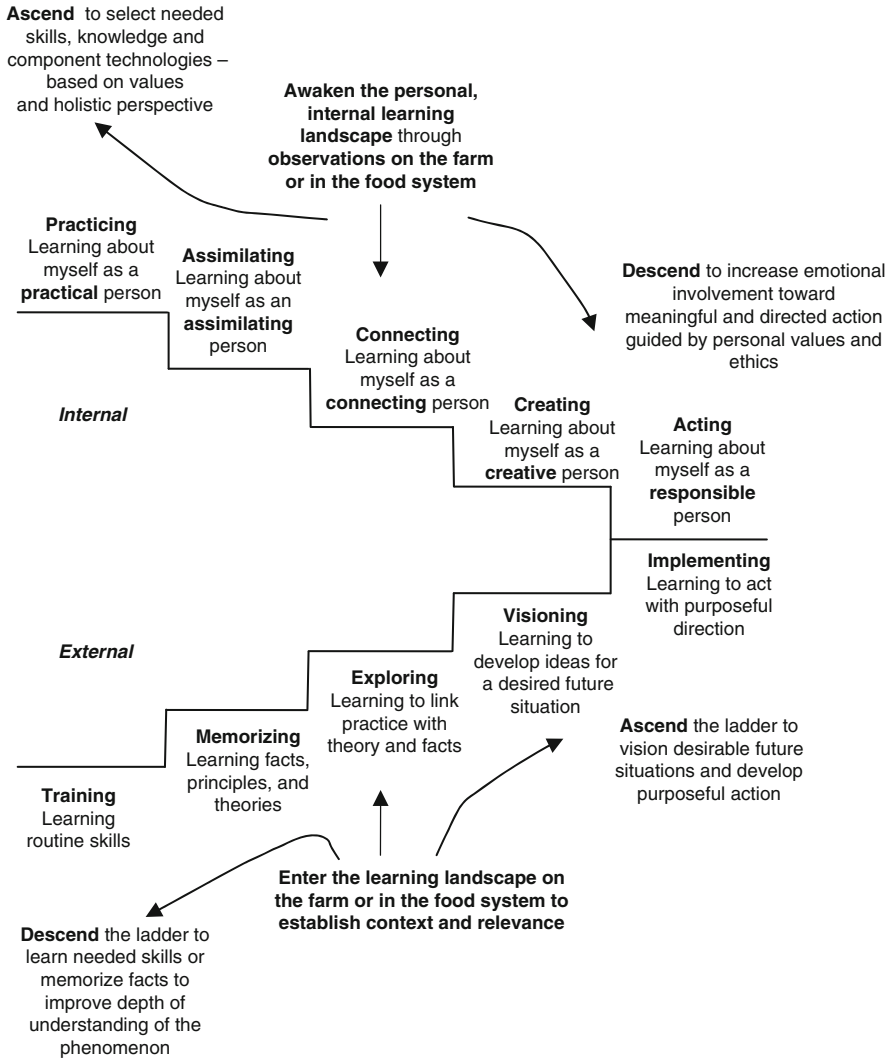 Ascend to select needed
skills, knowledge and
component technologies –
based on values
and holistic perspective
Awaken the personal,
internal learning
landscape through
observations on the farm
or in the food system
Practicing
Learning about
myself as a
practical person
Assimilating
Learning about
myself as an
assimilating
person
Connecting
Learning about
myself as a
connecting person
Descend to increase emotional
involvement toward
meaningful and directed action
guided by personal values and
ethics
Creating
Learning about
myself as a
creative person
Acting
Learning about
myself as a
responsible
person
Internal
External
Implementing
Learning to act
with purposeful
direction
Visioning
Learning to
develop ideas for
a desired future
situation
Exploring
Learning to link
practice with
theory and facts
Memorizing
Learning facts,
principles, and
theories
Training
Learning
routine skills
Ascend the ladder to
vision desirable future
situations and develop
purposeful action
Enter the learning landscape on
the farm or in the food system to
establish context and relevance
Descend the ladder to
learn needed skills or
memorize facts to
improve depth of
understanding of the
phenomenon